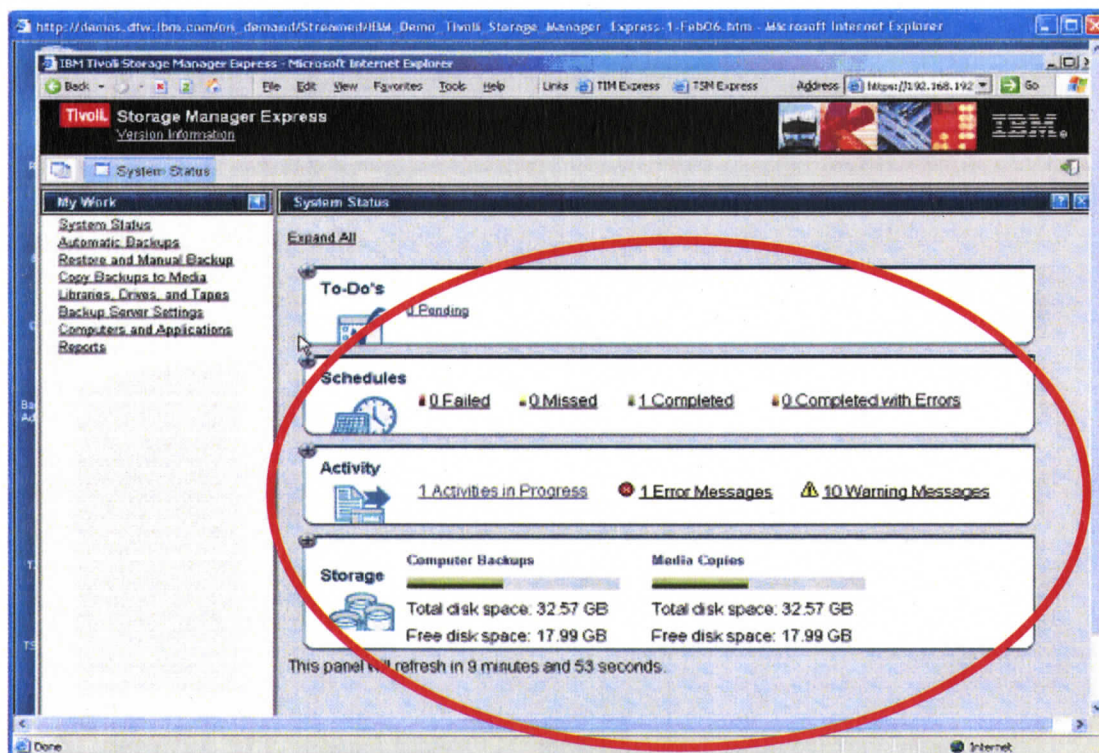 http://demos.dfw.ibm.com/on_demand/Streamed/IBM_Demo_Tivoli_Storage_Manager_Express-1-Feb06.htm - Microsoft Internet Explorer
IBM Tivoli Storage Manager Express - Microsoft Internet Explorer
Back File Edit View Favorites Tools Help Links TIM Express TSM Express Address https://192.168.192 Go
Tivoli. Storage Manager Express
Version Information
IBM.
System Status
My Work
System Status
Automatic Backups
Restore and Manual Backup
Copy Backups to Media
Libraries, Drives, and Tapes
Backup Server Settings
Computers and Applications
Reports
System Status
Expand All
To-Do's
0 Pending
Schedules
0 Failed 0 Missed 1 Completed 0 Completed with Errors
Activity
1 Activities in Progress 1 Error Messages 10 Warning Messages
Storage
Computer Backups Media Copies
Total disk space: 32.57 GB Total disk space: 32.57 GB
Free disk space: 17.99 GB Free disk space: 17.99 GB
This panel will refresh in 9 minutes and 53 seconds.
Done Internet